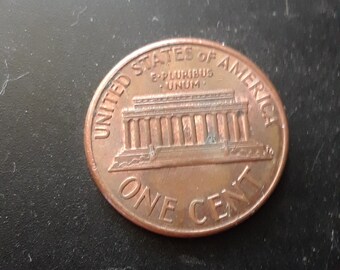 UNITED STATES OF AMERICA
E·PLURIBUS
·UNUM·
ONE CENT